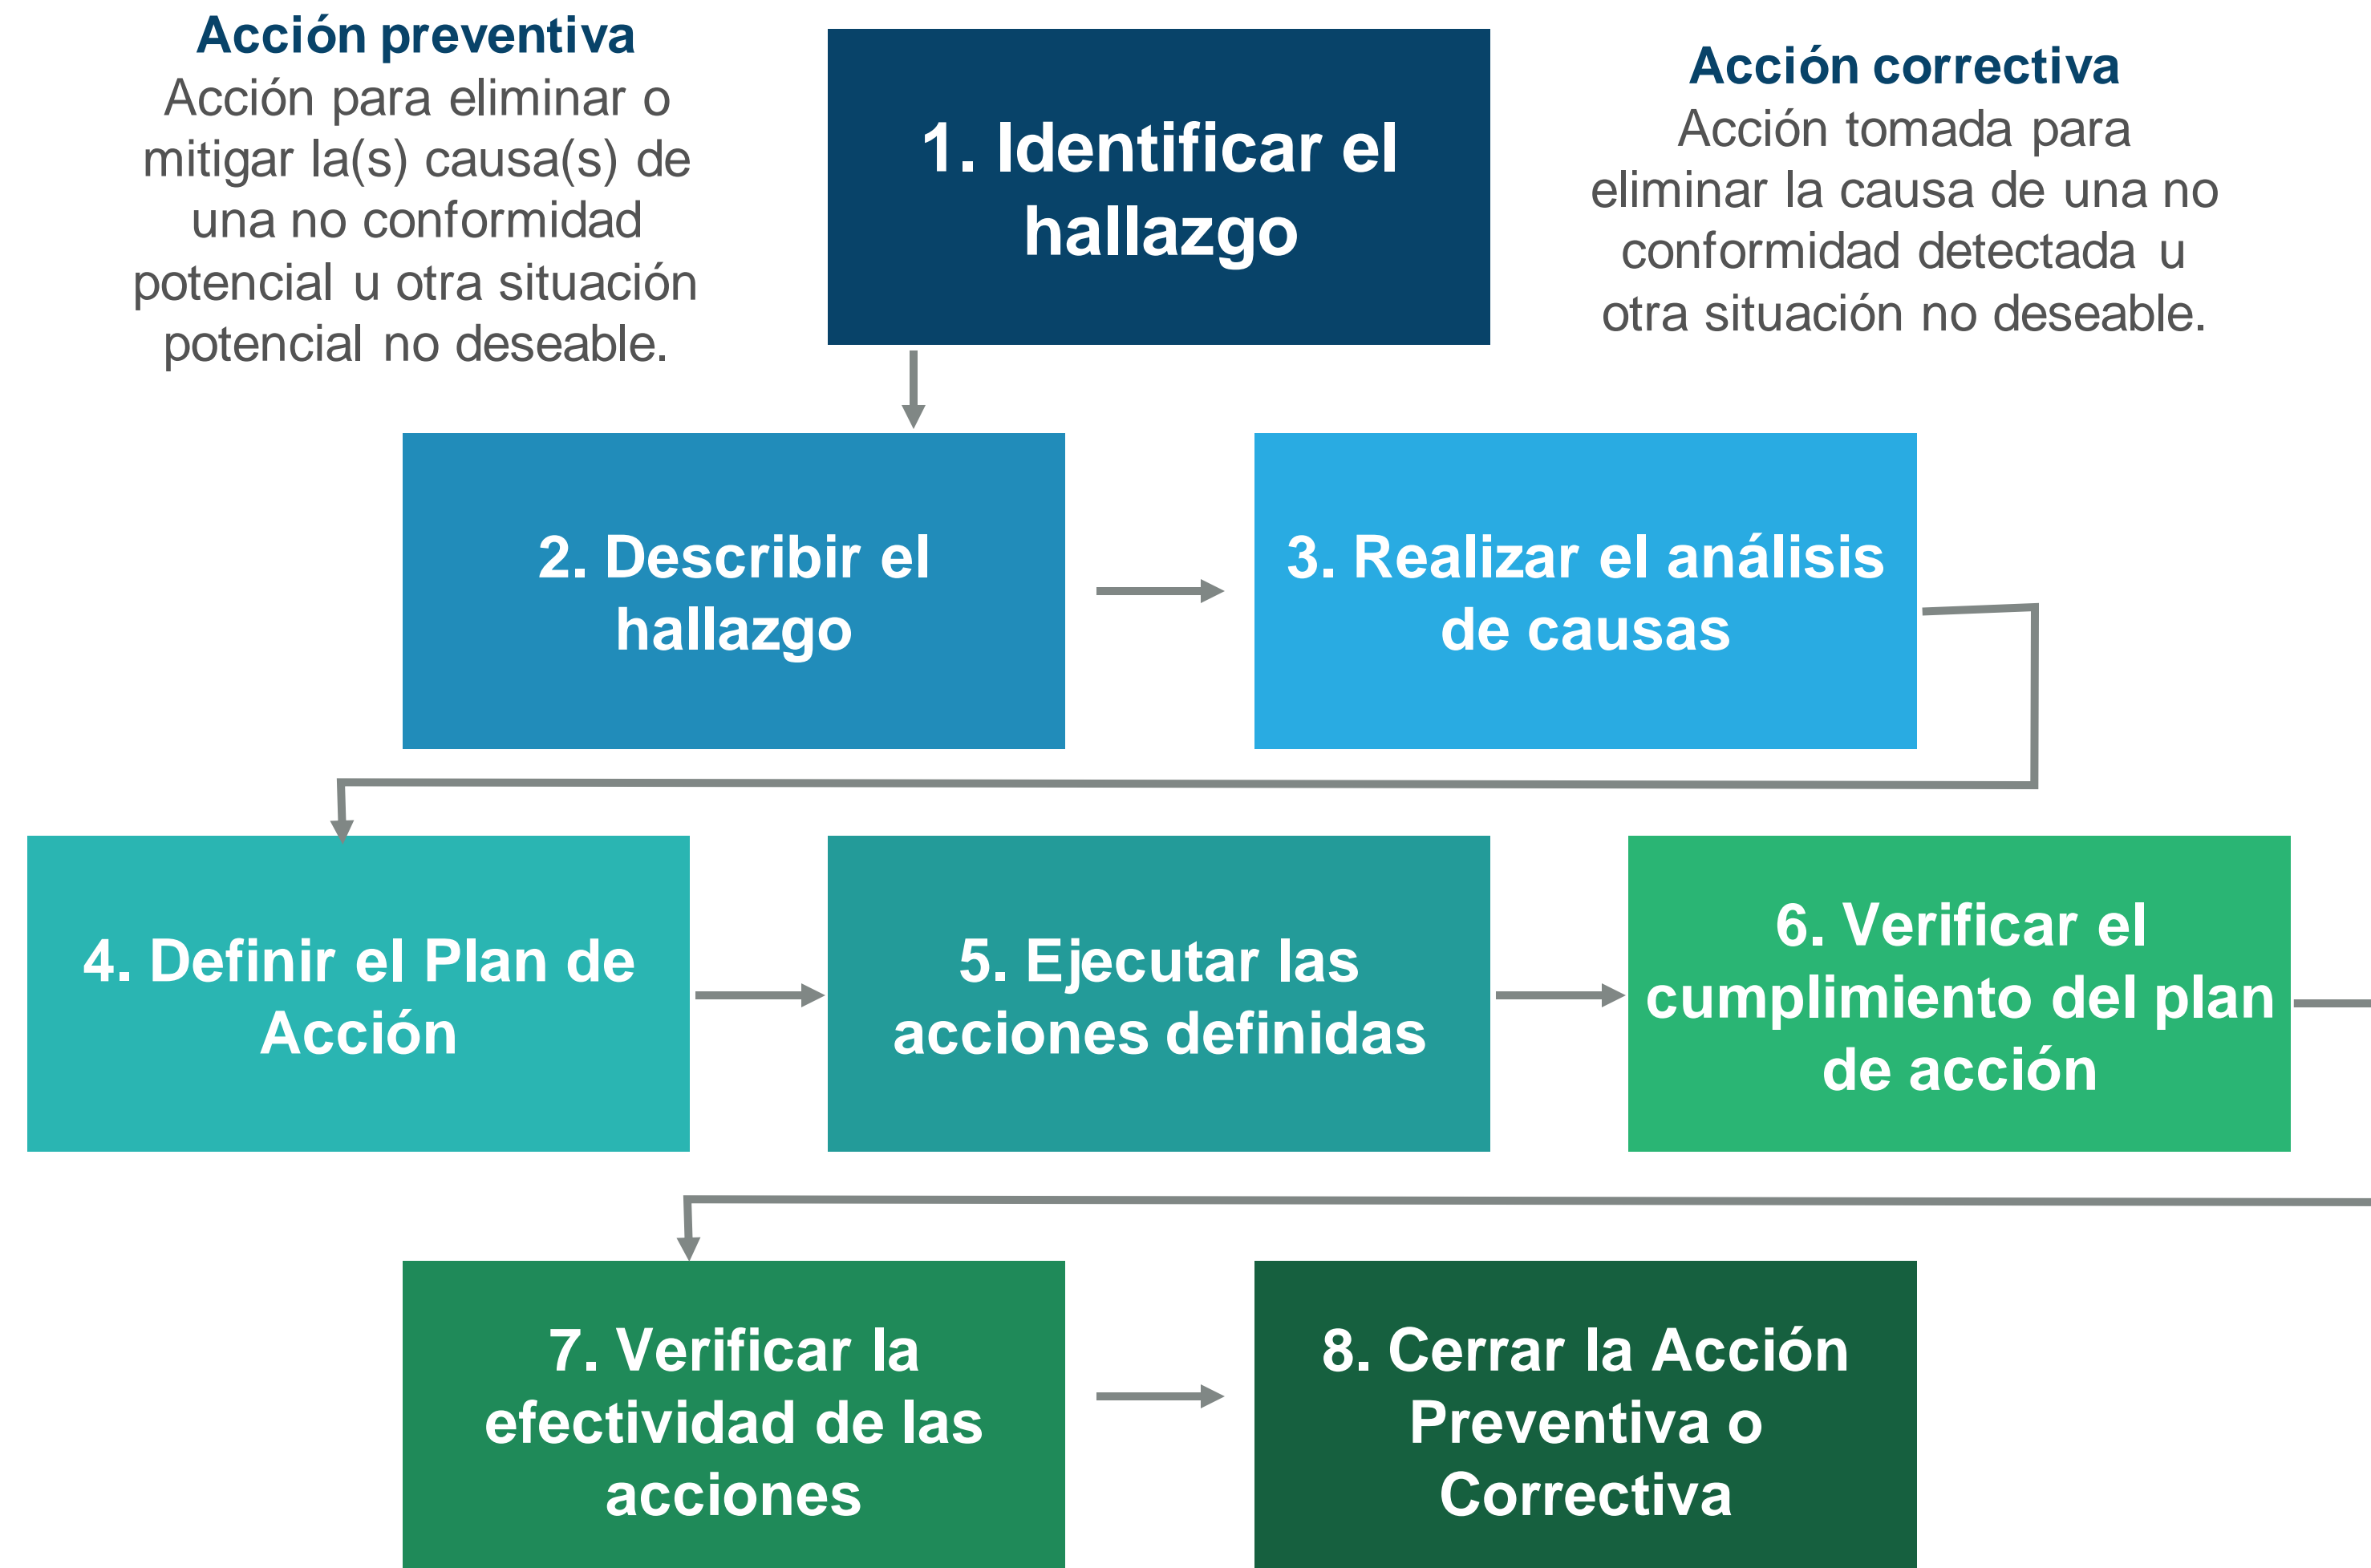 Acción preventiva
Acción para eliminar o
mitigar la(s) causa(s) de
una no conformidad
potencial u otra situación
potencial no deseable.
1. Identificar el
hallazgo
Acción correctiva
Acción tomada para
eliminar la causa de una no
conformidad detectada u
otra situación no deseable.
2. Describir el
hallazgo
3. Realizar el análisis
de causas
4. Definir el Plan de
Acción
5. Ejecutar las
acciones definidas
6. Verificar el
cumplimiento del plan
de acción
7. Verificar la
efectividad de las
acciones
8. Cerrar la Acción
Preventiva o
Correctiva